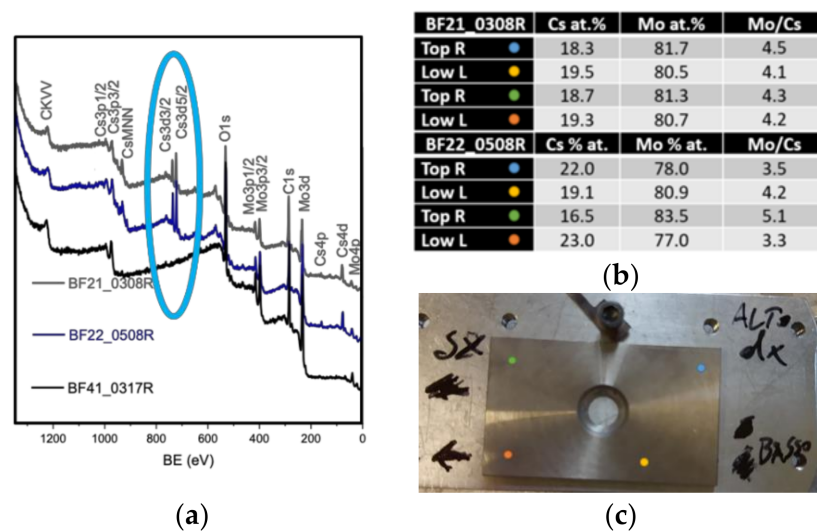 CKVV
Cs3p1/2
Cs3p3/2
CsMNN
Cs3d3/2
Cs3d5/2
O1s
Mo3p1/2
Mo3p3/2
C1s
Mo3d
Cs4p
Cs4d
Mo4p
BF21_0308R
BF22_0508R
BF41_0317R
1200 1000 800 600 400 200 0
BE (eV)
(a)
BF21_0308R Cs at.% Mo at.% Mo/Cs
Top R 18.3 81.7 4.5
Low L 19.5 80.5 4.1
Top R 18.7 81.3 4.3
Low L 19.3 80.7 4.2
BF22_0508R Cs % at. Mo % at. Mo/Cs
Top R 22.0 78.0 3.5
Low L 19.1 80.9 4.2
Top R 16.5 83.5 5.1
Low L 23.0 77.0 3.3
(b)
SX
ALTO
dx
BASSO
(c)